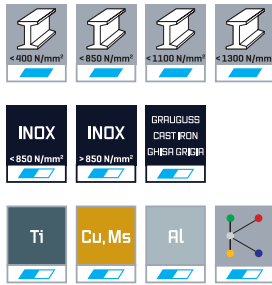 <400 N/mm² <850 N/mm² <1100 N/mm² <1300 N/mm²
INOX INOX GRAUGUSS
CAST IRON
GHISA GRIGIA
<850 N/mm² >850 N/mm²
Ti Cu, Ms Al